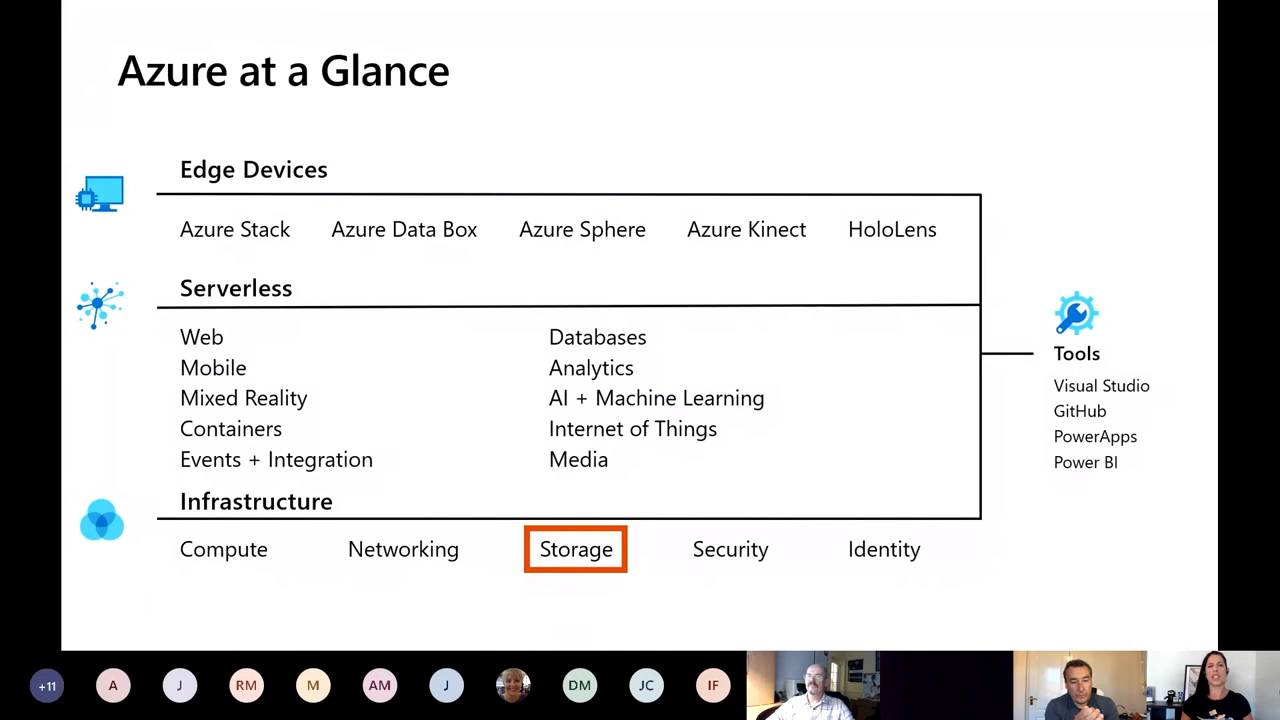 Azure at a Glance
Edge Devices
Azure Stack Azure Data Box Azure Sphere Azure Kinect HoloLens
Serverless
Web
Mobile
Mixed Reality
Containers
Events + Integration
Databases
Analytics
AI + Machine Learning
Internet of Things
Media
Infrastructure
Compute Networking Storage Security Identity
Tools
Visual Studio
GitHub
PowerApps
Power BI
+11 A J RM M AM J DM JC IF